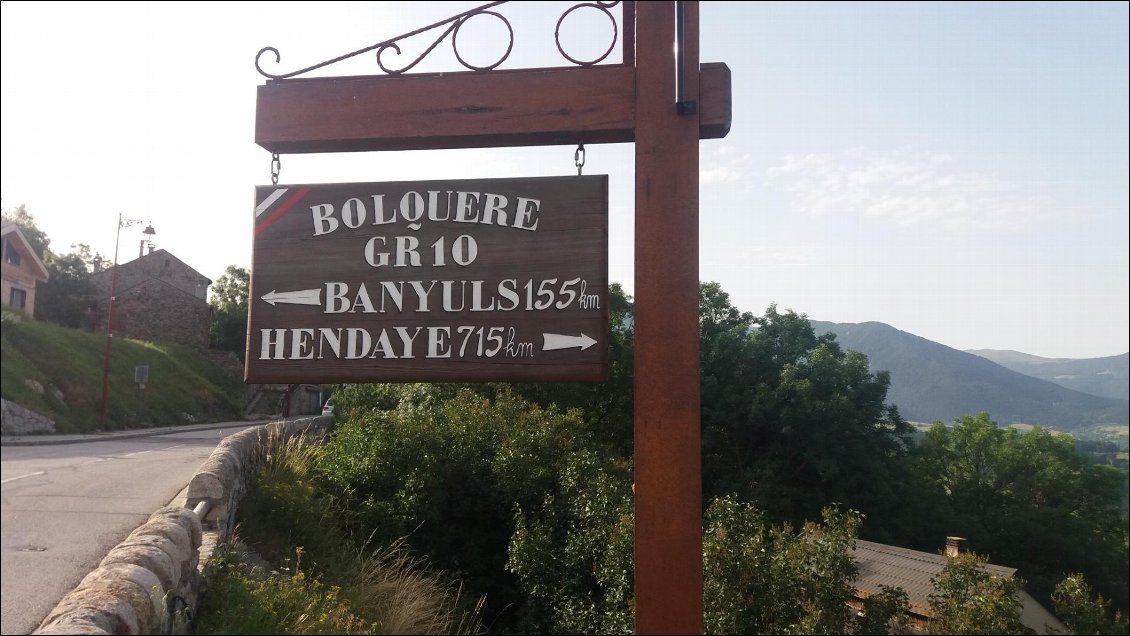 BOLQUERE
GR10
BANYULS 155 km
HENDAYE 715 km